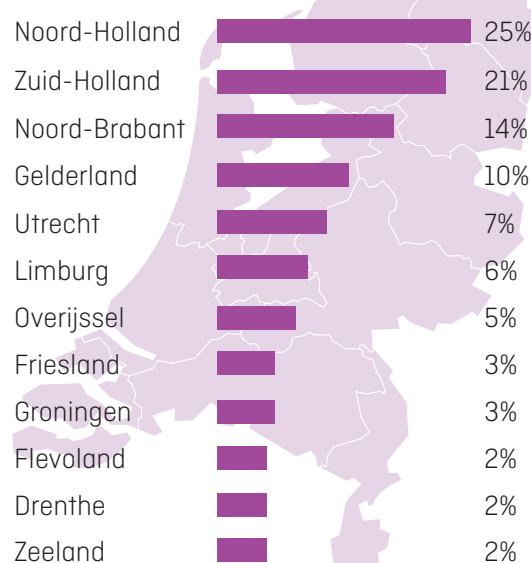 Noord-Holland 25%
Zuid-Holland 21%
Noord-Brabant 14%
Gelderland 10%
Utrecht 7%
Limburg 6%
Overijssel 5%
Friesland 3%
Groningen 3%
Flevoland 2%
Drenthe 2%
Zeeland 2%